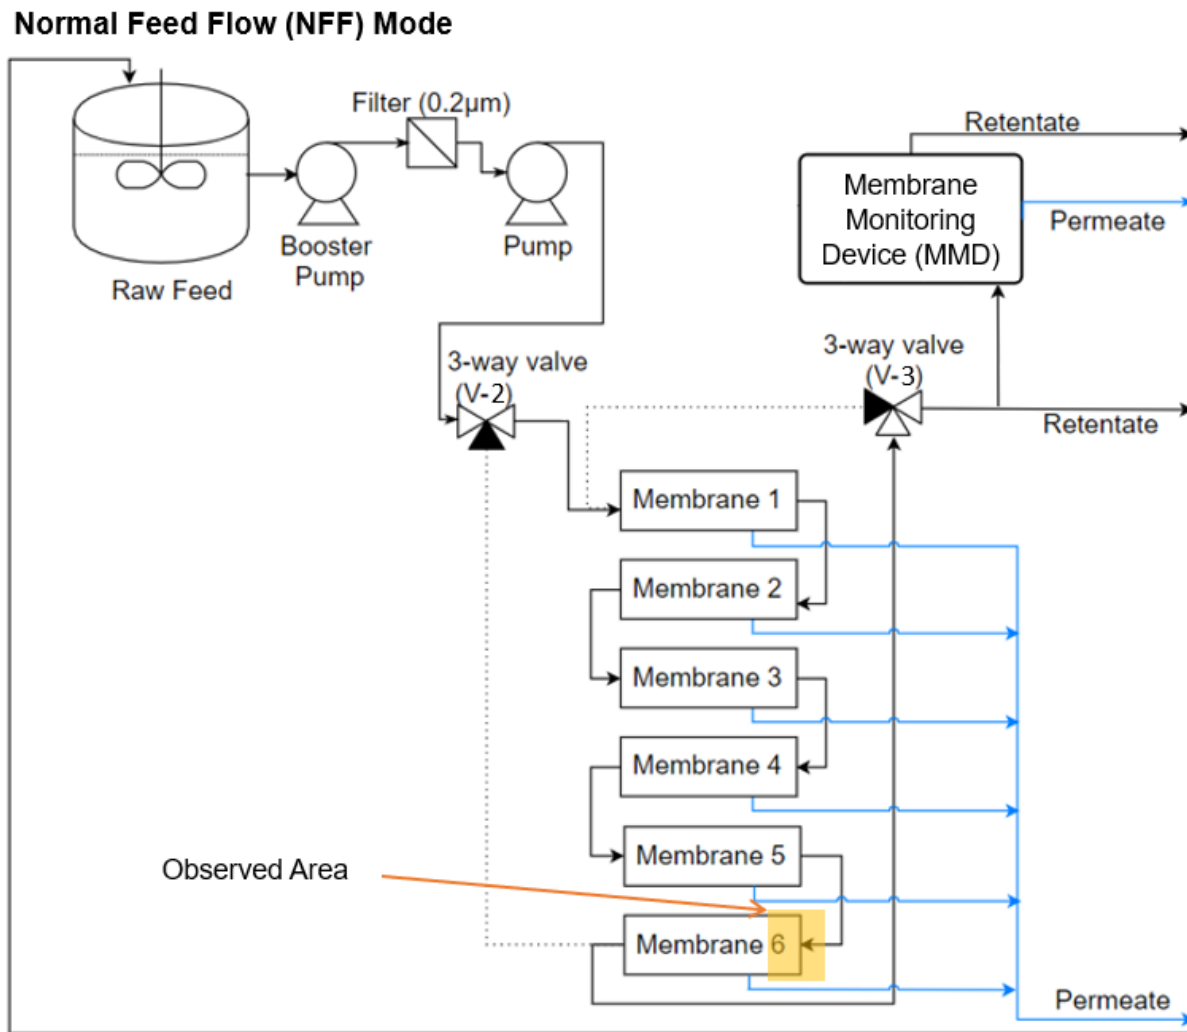 Normal Feed Flow (NFF) Mode
Filter (0.2μm)
Booster
Pump
Pump
Raw Feed
Retentate
Membrane
Monitoring
Device (MMD)
Permeate
3-way valve
(V-2)
3-way valve
(V-3)
Retentate
Membrane 1
Membrane 2
Membrane 3
Membrane 4
Membrane 5
Observed Area
Membrane 6
Permeate